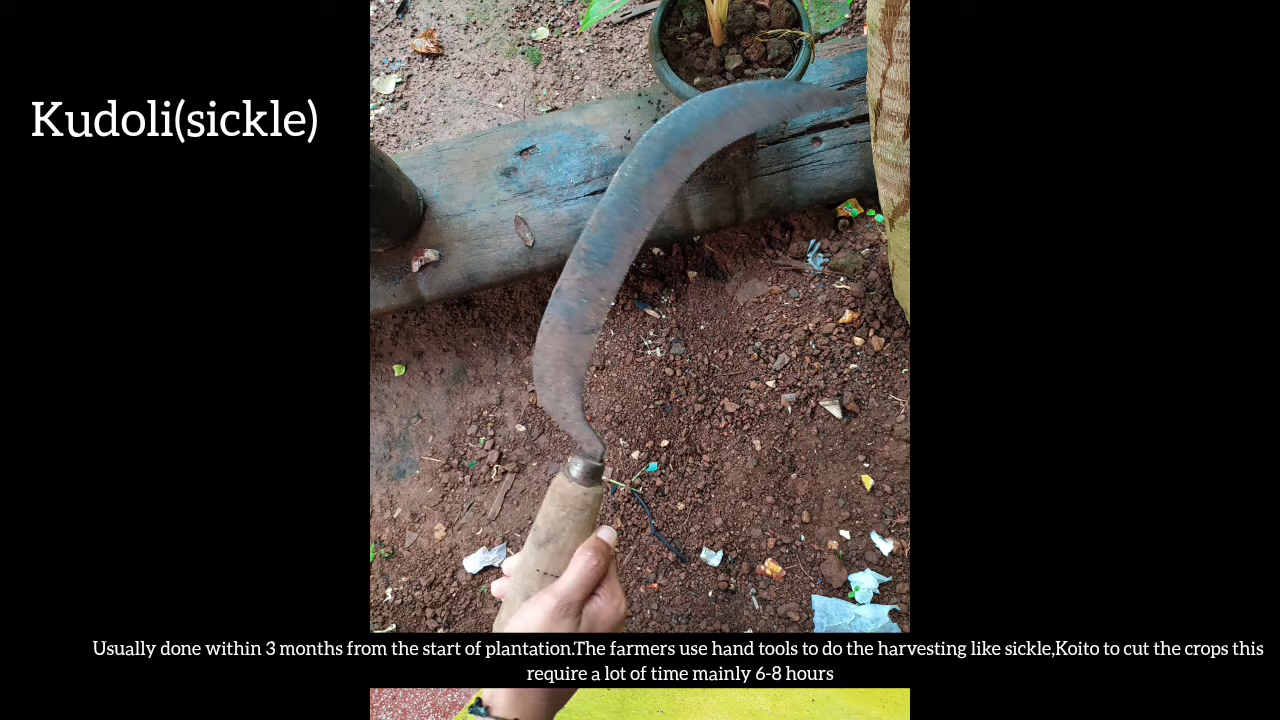 Kudoli(sickle)
Usually done within 3 months from the start of plantation.The farmers use hand tools to do the harvesting like sickle,Koito to cut the crops this
require a lot of time mainly 6-8 hours